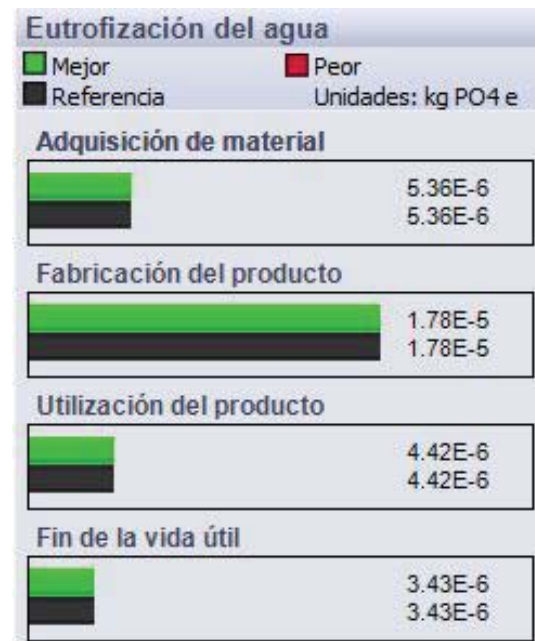 Eutrofización del agua
Mejor Peor
Referencia Unidades: kg PO4 e
Adquisición de material
5.36E-6
5.36E-6
Fabricación del producto
1.78E-5
1.78E-5
Utilización del producto
4.42E-6
4.42E-6
Fin de la vida útil
3.43E-6
3.43E-6